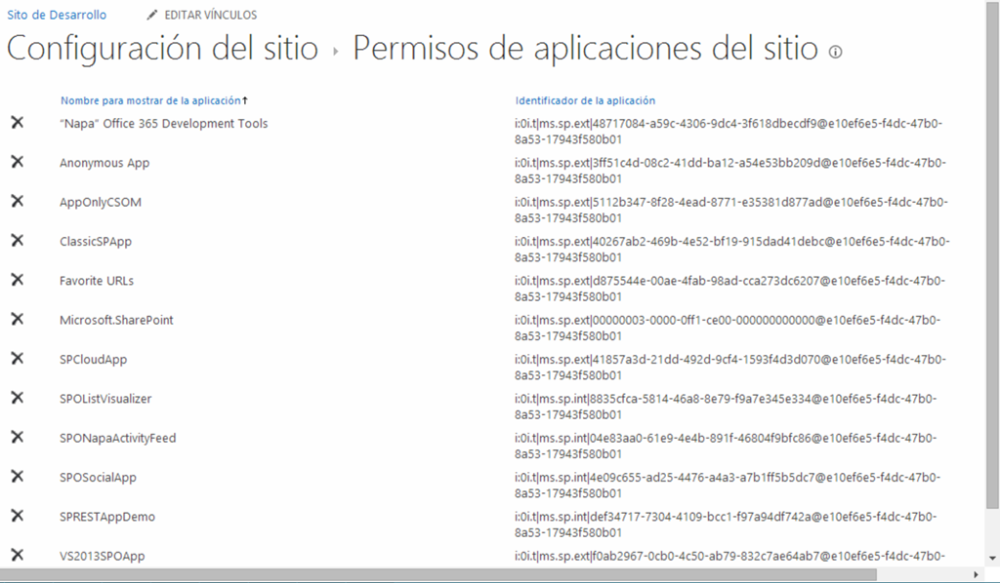 Sito de Desarrollo EDITAR VÍNCULOS
Configuración del sitio ▸ Permisos de aplicaciones del sitio
Nombre para mostrar de la aplicación↑ Identificador de la aplicación
"Napa" Office 365 Development Tools i:0i.t|ms.sp.ext|48717084-a59c-4306-9dc4-3f618dbecdf9@e10ef6e5-f4dc-47b0-
8a53-17943f580b01
Anonymous App i:0i.t|ms.sp.ext|3ff51c4d-08c2-41dd-ba12-a54e53bb209d@e10ef6e5-f4dc-47b0-
8a53-17943f580b01
AppOnlyCSOM i:0i.t|ms.sp.ext|5112b347-8f28-4ead-8771-e35381d877ad@e10ef6e5-f4dc-47b0-
8a53-17943f580b01
ClassicSPApp i:0i.t|ms.sp.ext|40267ab2-469b-4e52-bf19-915dad41debc@e10ef6e5-f4dc-47b0-
8a53-17943f580b01
Favorite URLs i:0i.t|ms.sp.ext|d875544e-00ae-4fab-98ad-cca273dc6207@e10ef6e5-f4dc-47b0-
8a53-17943f580b01
Microsoft.SharePoint i:0i.t|ms.sp.ext|00000003-0000-0ff1-ce00-000000000000@e10ef6e5-f4dc-47b0-
8a53-17943f580b01
SPCloudApp i:0i.t|ms.sp.ext|41857a3d-21dd-492d-9cf4-1593f4d3d070@e10ef6e5-f4dc-47b0-
8a53-17943f580b01
SPOListVisualizer i:0i.t|ms.sp.int|8835cfca-5814-46a8-8e79-f9a7e345e334@e10ef6e5-f4dc-47b0-
8a53-17943f580b01
SPONapaActivityFeed i:0i.t|ms.sp.int|04e83aa0-61e9-4e4b-891f-46804f9bfc86@e10ef6e5-f4dc-47b0-
8a53-17943f580b01
SPOSocialApp i:0i.t|ms.sp.int|4e09c655-ad25-4476-a4a3-a7b1ff5b5dc7@e10ef6e5-f4dc-47b0-
8a53-17943f580b01
SPRESTAppDemo i:0i.t|ms.sp.int|def34717-7304-4109-bcc1-f97a94df742a@e10ef6e5-f4dc-47b0-
8a53-17943f580b01
VS2013SPOApp i:0i.t|ms.sp.ext|f0ab2967-0cb0-4c50-ab79-832c7ae64ab7@e10ef6e5-f4dc-47b0-